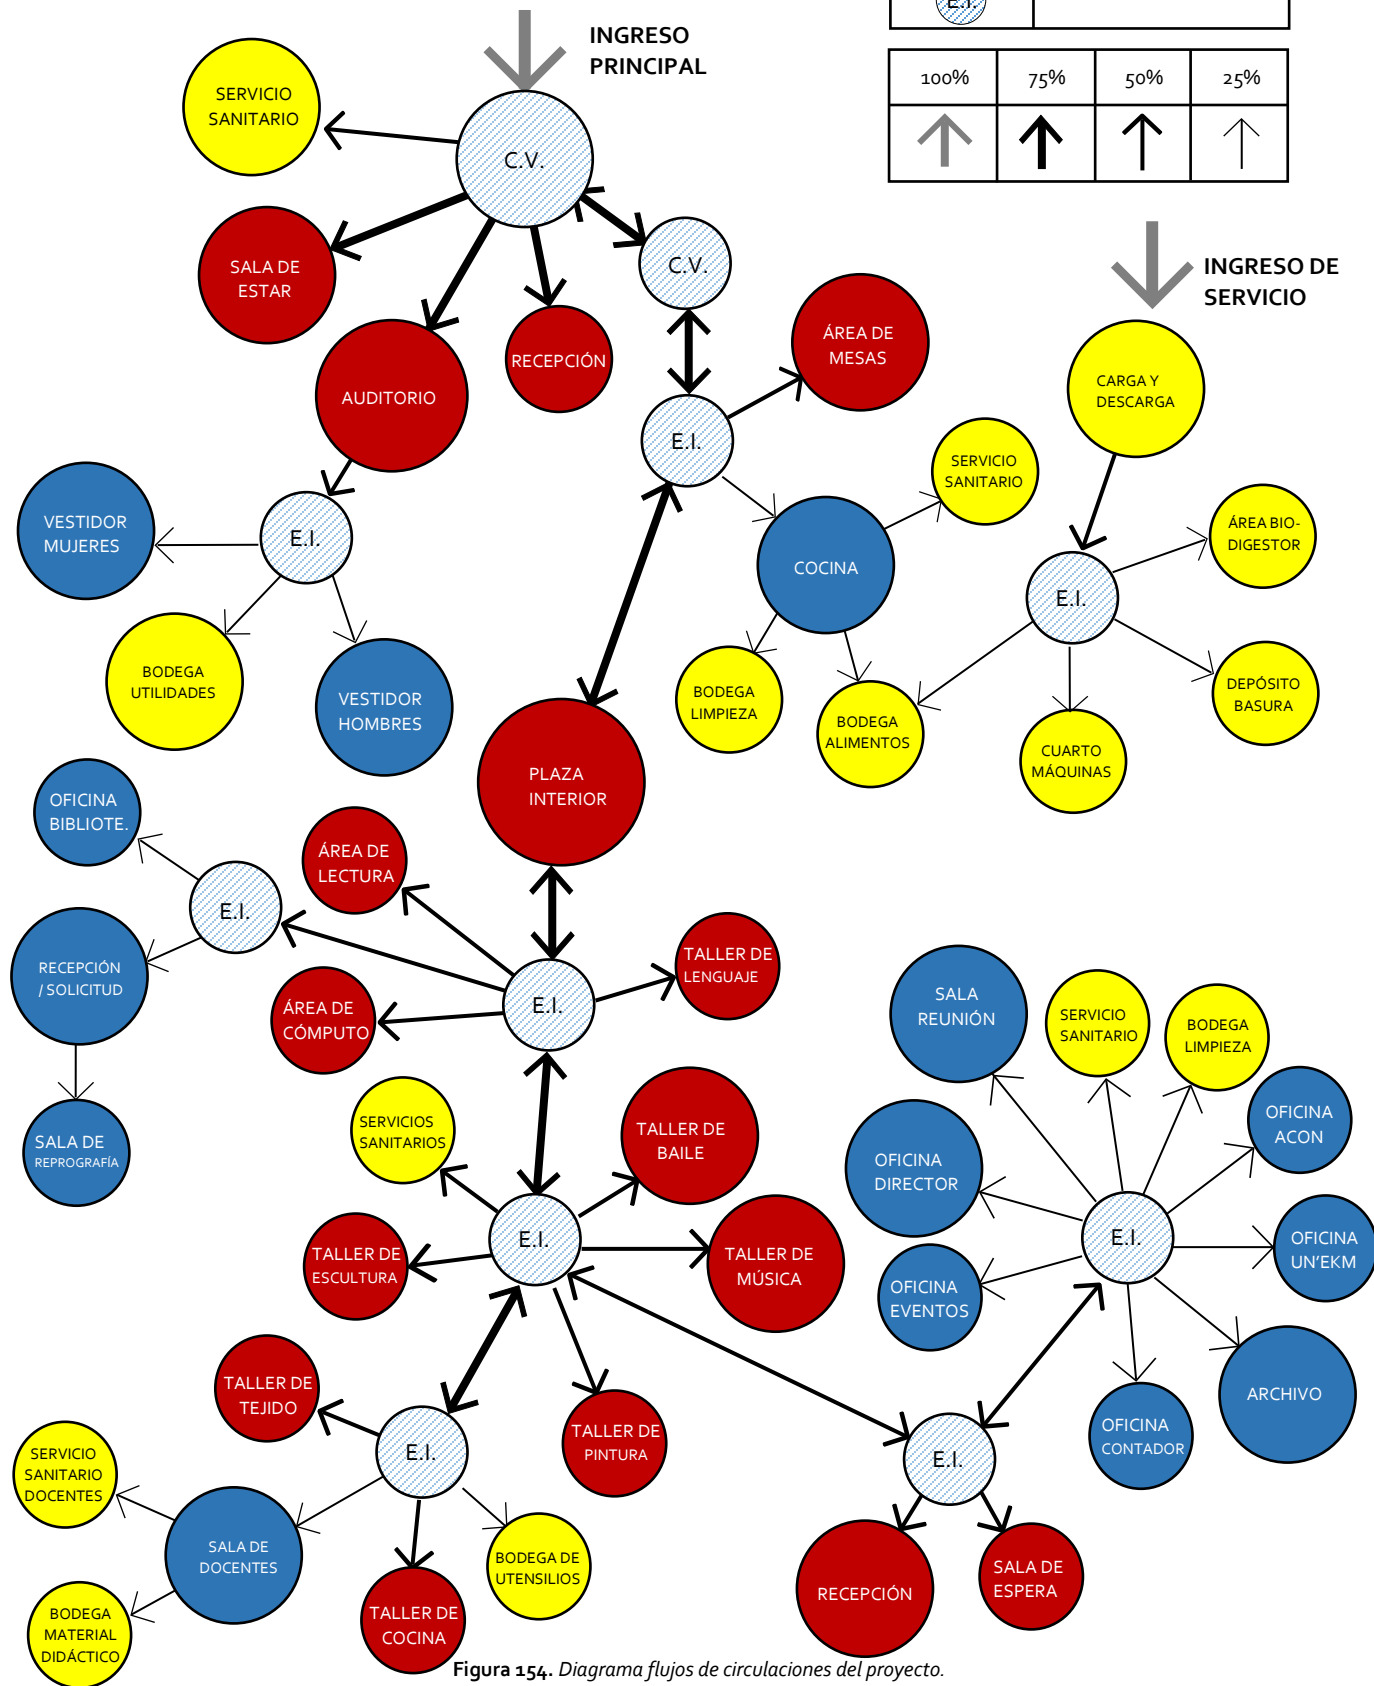 E.I.
INGRESO
PRINCIPAL
100%
75%
50%
25%
SERVICIO
SANITARIO
C.V.
SALA DE
ESTAR
C.V.
INGRESO DE
SERVICIO
RECEPCIÓN
ÁREA DE
MESAS
AUDITORIO
CARGA Y
DESCARGA
E.I.
SERVICIO
SANITARIO
VESTIDOR
MUJERES
E.I.
ÁREA BIO-
DIGESTOR
COCINA
E.I.
BODEGA
UTILIDADES
VESTIDOR
HOMBRES
BODEGA
LIMPIEZA
BODEGA
ALIMENTOS
DEPÓSITO
BASURA
CUARTO
MÁQUINAS
PLAZA
INTERIOR
OFICINA
BIBLIOTE.
ÁREA DE
LECTURA
E.I.
RECEPCIÓN
/ SOLICITUD
TALLER DE
LENGUAJE
ÁREA DE
CÓMPUTO
E.I.
SALA
REUNIÓN
SERVICIO
SANITARIO
BODEGA
LIMPIEZA
SALA DE
REPROGRAFÍA
SERVICIOS
SANITARIOS
TALLER DE
BAILE
OFICINA
ACON
OFICINA
DIRECTOR
E.I.
TALLER DE
ESCULTURA
TALLER DE
MÚSICA
E.I.
OFICINA
UN'EKM
OFICINA
EVENTOS
TALLER DE
TEJIDO
ARCHIVO
E.I.
TALLER DE
PINTURA
E.I.
OFICINA
CONTADOR
SERVICIO
SANITARIO
DOCENTES
SALA DE
DOCENTES
BODEGA DE
UTENSILIOS
RECEPCIÓN
SALA DE
ESPERA
BODEGA
MATERIAL
DIDÁCTICO
TALLER DE
COCINA
Figura 154. Diagrama flujos de circulaciones del proyecto.